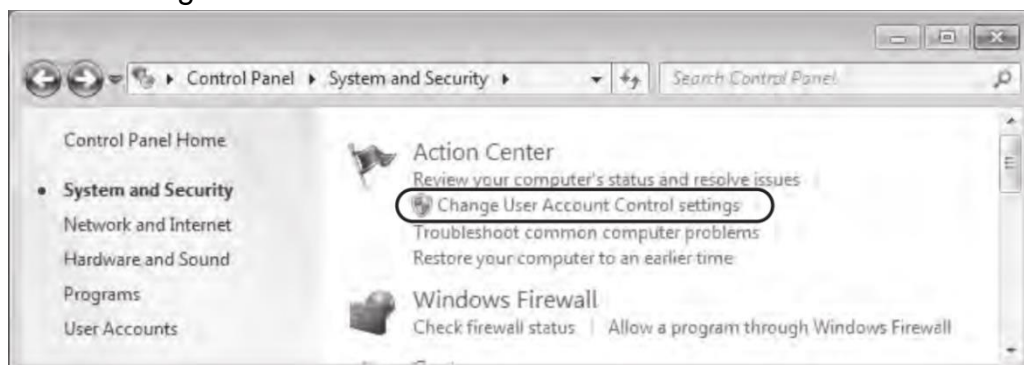 Control Panel ▸ System and Security ▸
Search Control Panel
Control Panel Home
• System and Security
Network and Internet
Hardware and Sound
Programs
User Accounts
Action Center
Review your computer's status and resolve issues
Change User Account Control settings
Troubleshoot common computer problems
Restore your computer to an earlier time
Windows Firewall
Check firewall status | Allow a program through Windows Firewall